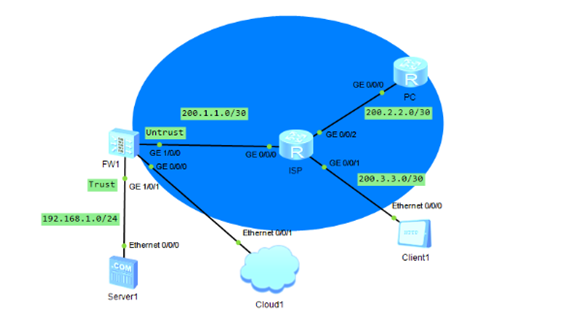 GE 0/0/0
R
PC
200.1.1.0/30
200.2.2.0/30
Untrust
GE 0/0/2
GE 1/0/0
GE 0/0/0
R
FW1
GE 0/0/0
ISP
GE 0/0/1
Trust
GE 1/0/1
200.3.3.0/30
192.168.1.0/24
Ethernet 0/0/0
Ethernet 0/0/1
Ethernet 0/0/0
Client1
.COM
Server1
Cloud1